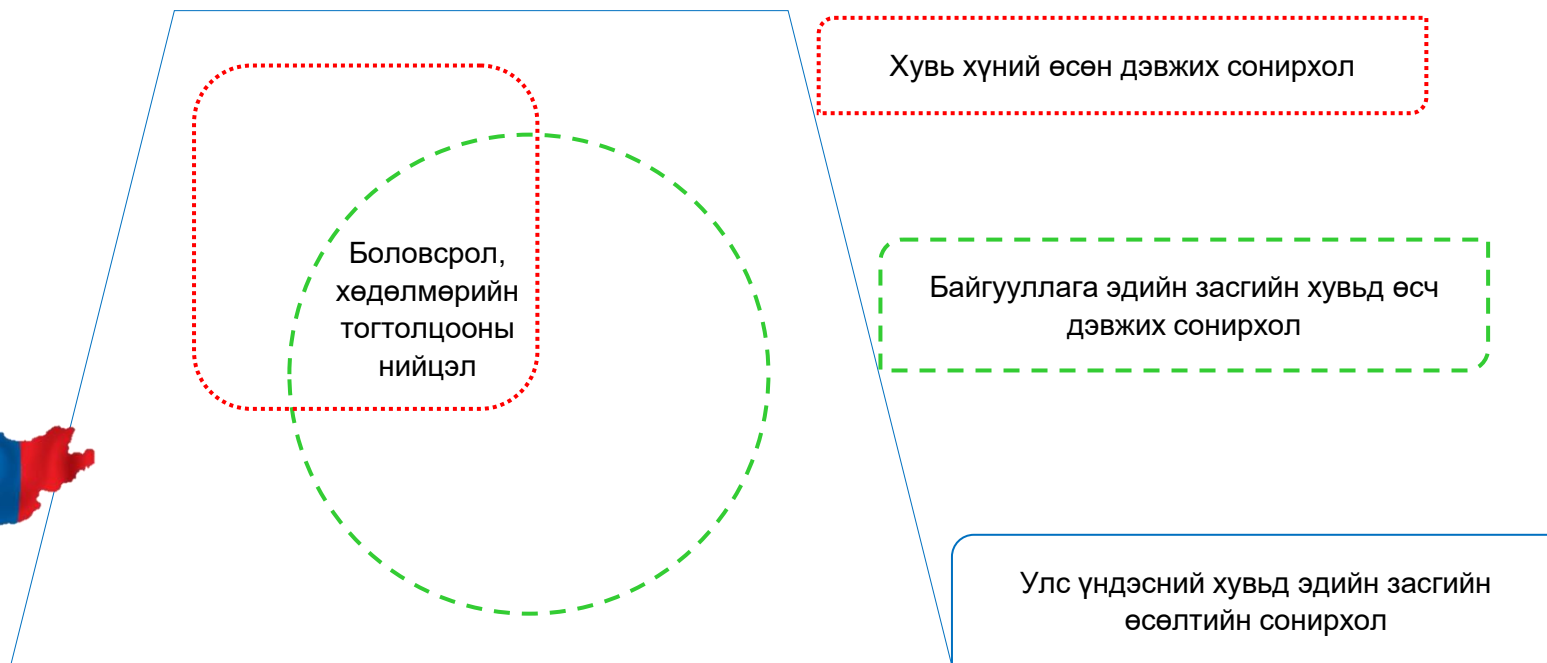 Хувь хүний өсөн дэвжих сонирхол
Боловсрол,
хөдөлмөрийн
тогтолцооны
нийцэл
Байгууллага эдийн засгийн хувьд өсч
дэвжих сонирхол
Улс үндэсний хувьд эдийн засгийн
өсөлтийн сонирхол